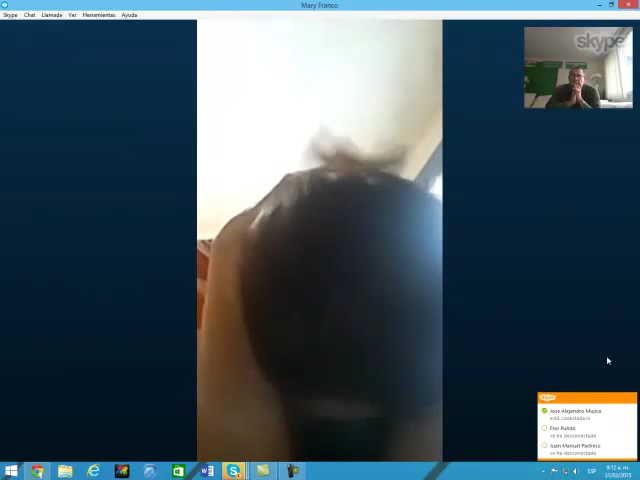 Mary Franco
Skype Chat Llamada Ver Herramientas Ayuda
skype
skype
Jose Alejandro Mujica
está conectado/a
Flor Pulido
se ha desconectado
Juan Manuel Pacheco
se ha desconectado
ESP
9:12 a. m.
31/03/2015